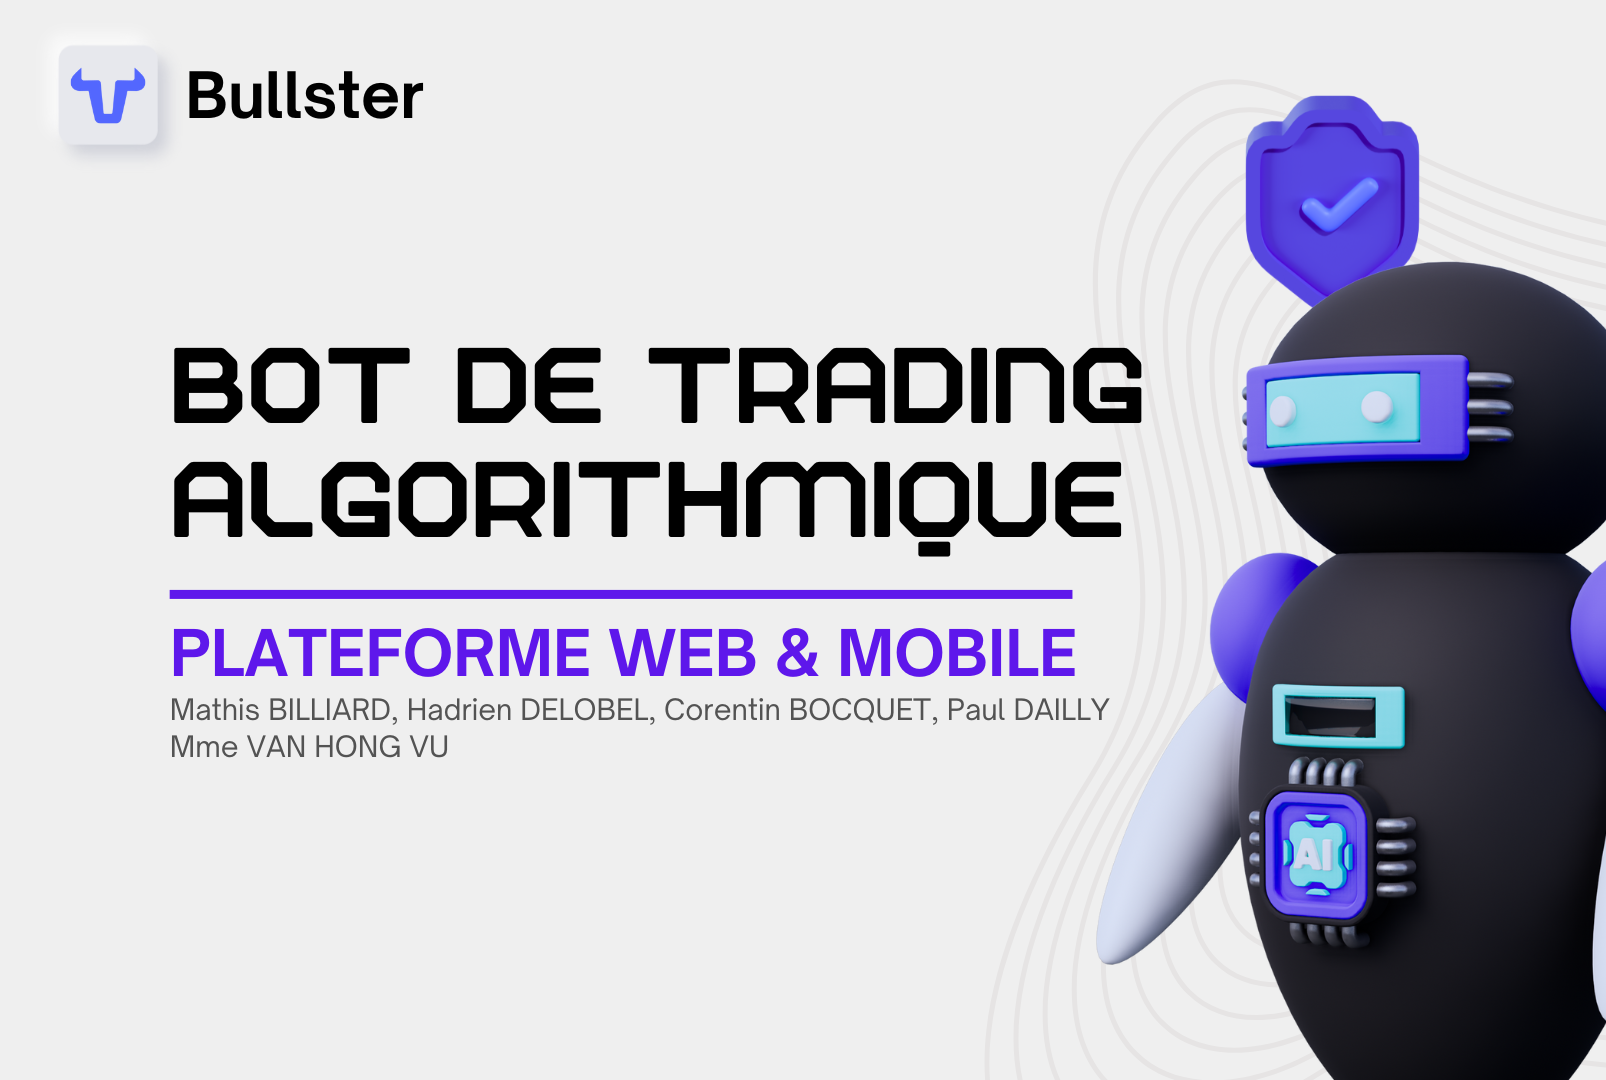 Bullster
BOT DE TRADING
ALGORITHMIQUE
PLATEFORME WEB & MOBILE
Mathis BILLIARD, Hadrien DELOBEL, Corentin BOCQUET, Paul DAILLY
Mme VAN HONG VU
AI